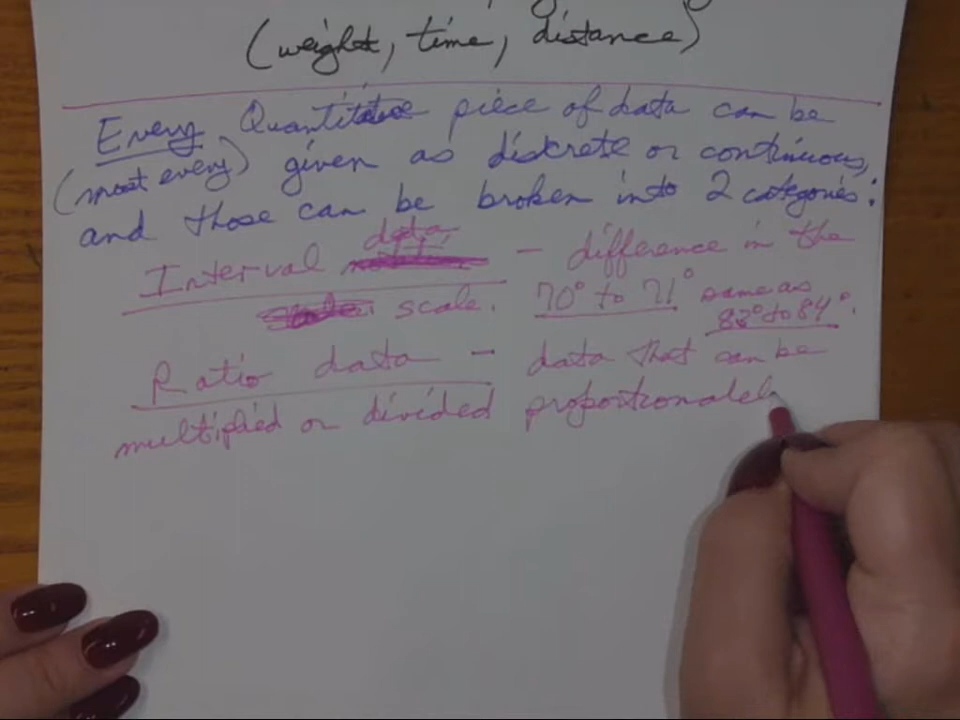 (weight, time, distance)
Every Quantitative piece of data can be
(most every) given as discrete or continuous,
and those can be broken into 2 categories:
Interval data - difference in the
scale. 70° to 71° same as
83° to 84°.
Ratio data - data that can be
multiplied or divided proportionately